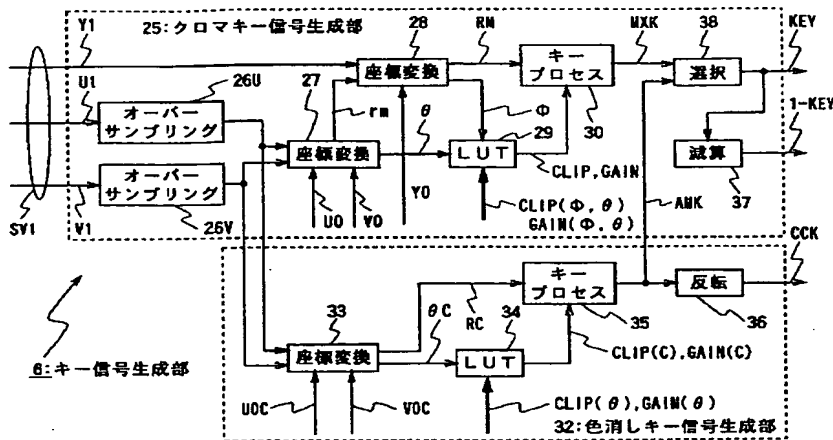 25:クロマキー信号生成部
28
RM
MXK
38
KEY
Y1
座標変換
キー
プロセス
選択
U1
26U
27
rm
30
1-KEY
オーバー
サンプリング
θ
Φ
29
座標変換
LUT
減算
オーバー
サンプリング
CLIP,GAIN
37
SV1
V1
26V
U0
V0
Y0
CLIP(Φ,θ)
GAIN(Φ,θ)
AMK
CCK
キー
プロセス
反転
33
RC
θC
34
35
36
座標変換
LUT
CLIP(C),GAIN(C)
6:キー信号生成部
U0C
V0C
CLIP(θ),GAIN(θ)
32:色消しキー信号生成部